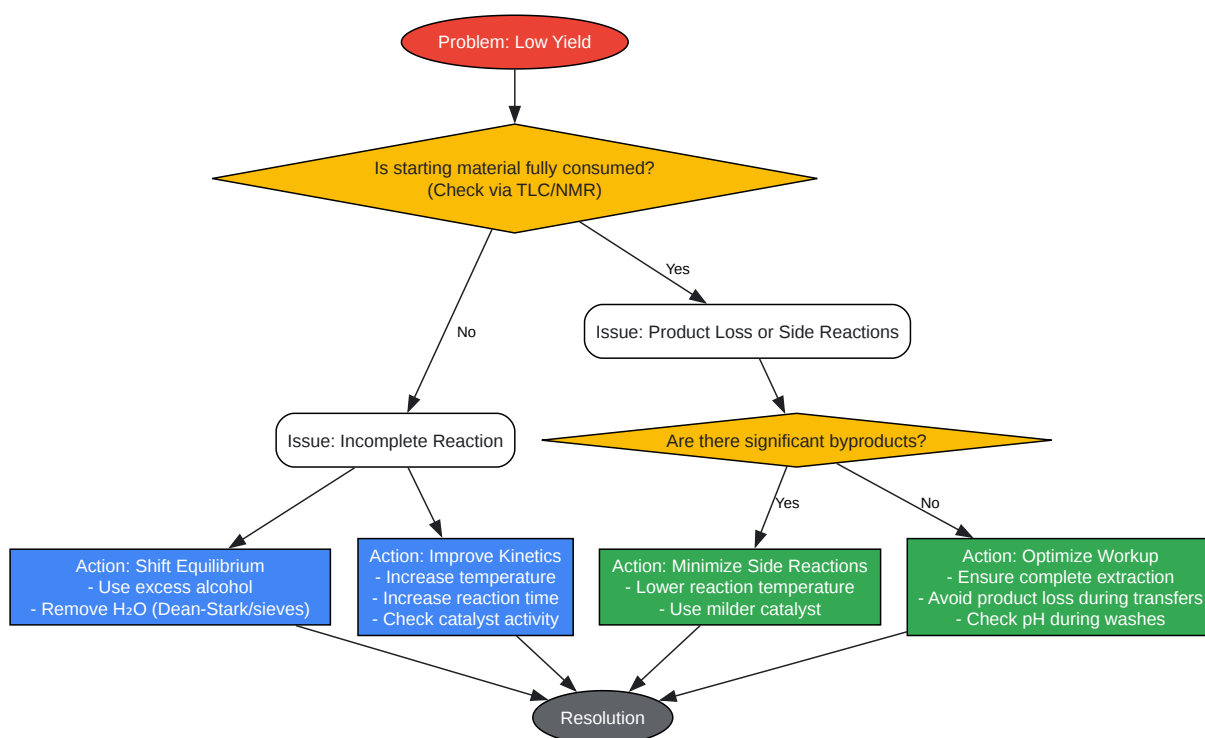 Problem: Low Yield
Is starting material fully consumed?
(Check via TLC/NMR)
Yes
Issue: Product Loss or Side Reactions
No
Issue: Incomplete Reaction
Are there significant byproducts?
Yes
No
Action: Shift Equilibrium
- Use excess alcohol
- Remove H₂O (Dean-Stark/sieves)
Action: Improve Kinetics
- Increase temperature
- Increase reaction time
- Check catalyst activity
Action: Minimize Side Reactions
- Lower reaction temperature
- Use milder catalyst
Action: Optimize Workup
- Ensure complete extraction
- Avoid product loss during transfers
- Check pH during washes
Resolution